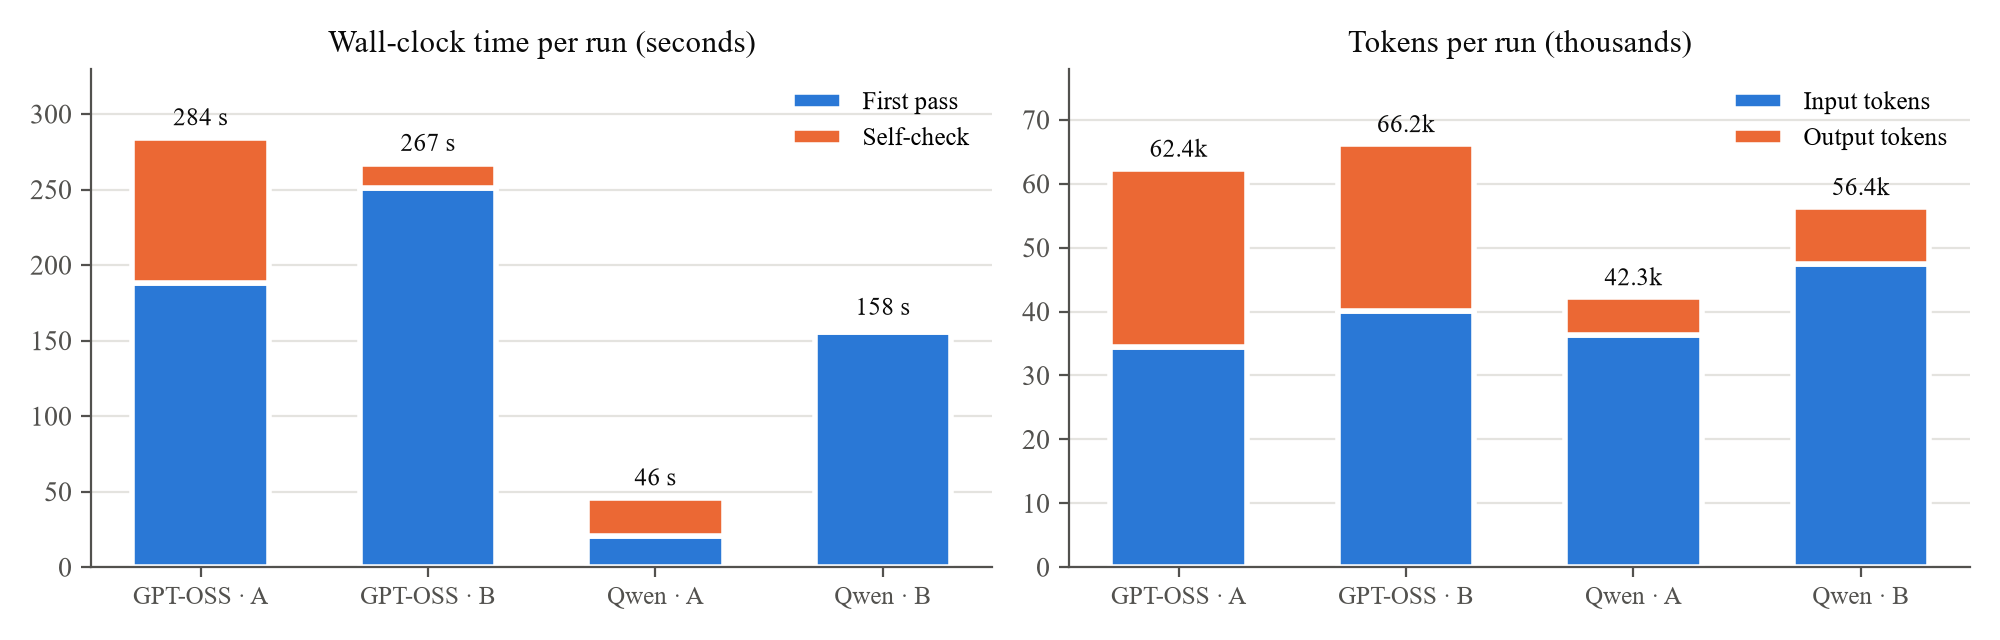 Wall-clock time per run (seconds)
First pass
Self-check
300
250
200
150
100
50
0
284 s
267 s
46 s
158 s
GPT-OSS · A
GPT-OSS · B
Qwen · A
Qwen · B
Tokens per run (thousands)
Input tokens
Output tokens
70
60
50
40
30
20
10
0
62.4k
66.2k
42.3k
56.4k
GPT-OSS · A
GPT-OSS · B
Qwen · A
Qwen · B